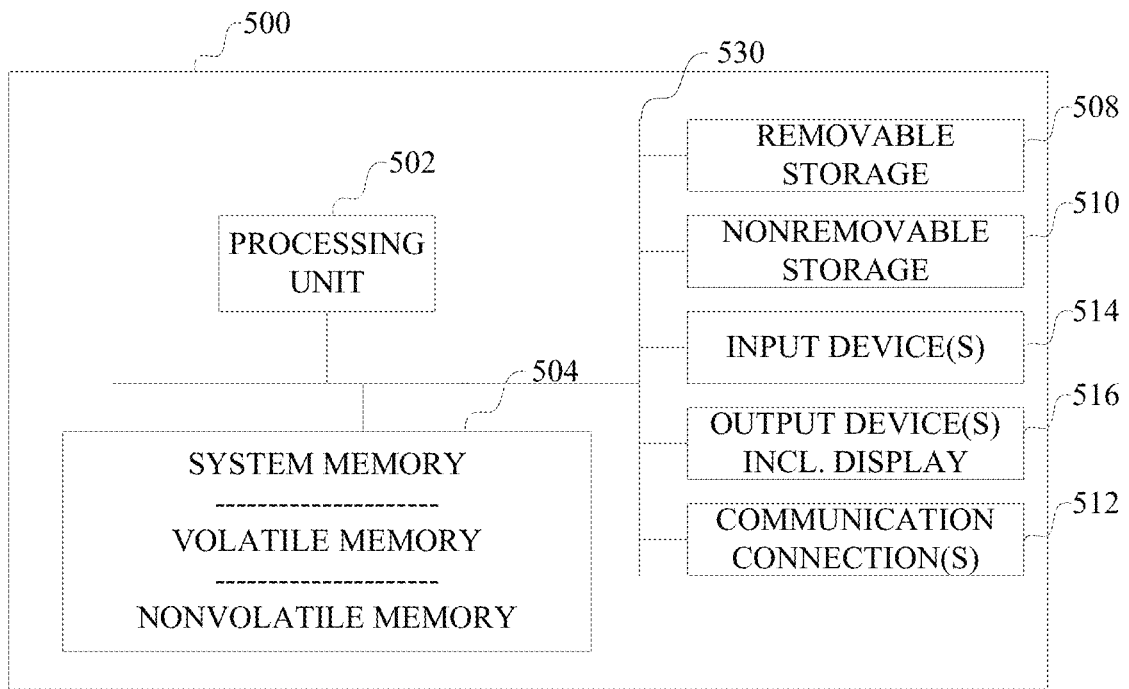 500
530
508
REMOVABLE
STORAGE
502
PROCESSING
UNIT
510
NONREMOVABLE
STORAGE
514
INPUT DEVICE(S)
504
516
OUTPUT DEVICE(S)
INCL. DISPLAY
SYSTEM MEMORY
VOLATILE MEMORY
NONVOLATILE MEMORY
512
COMMUNICATION
CONNECTION(S)